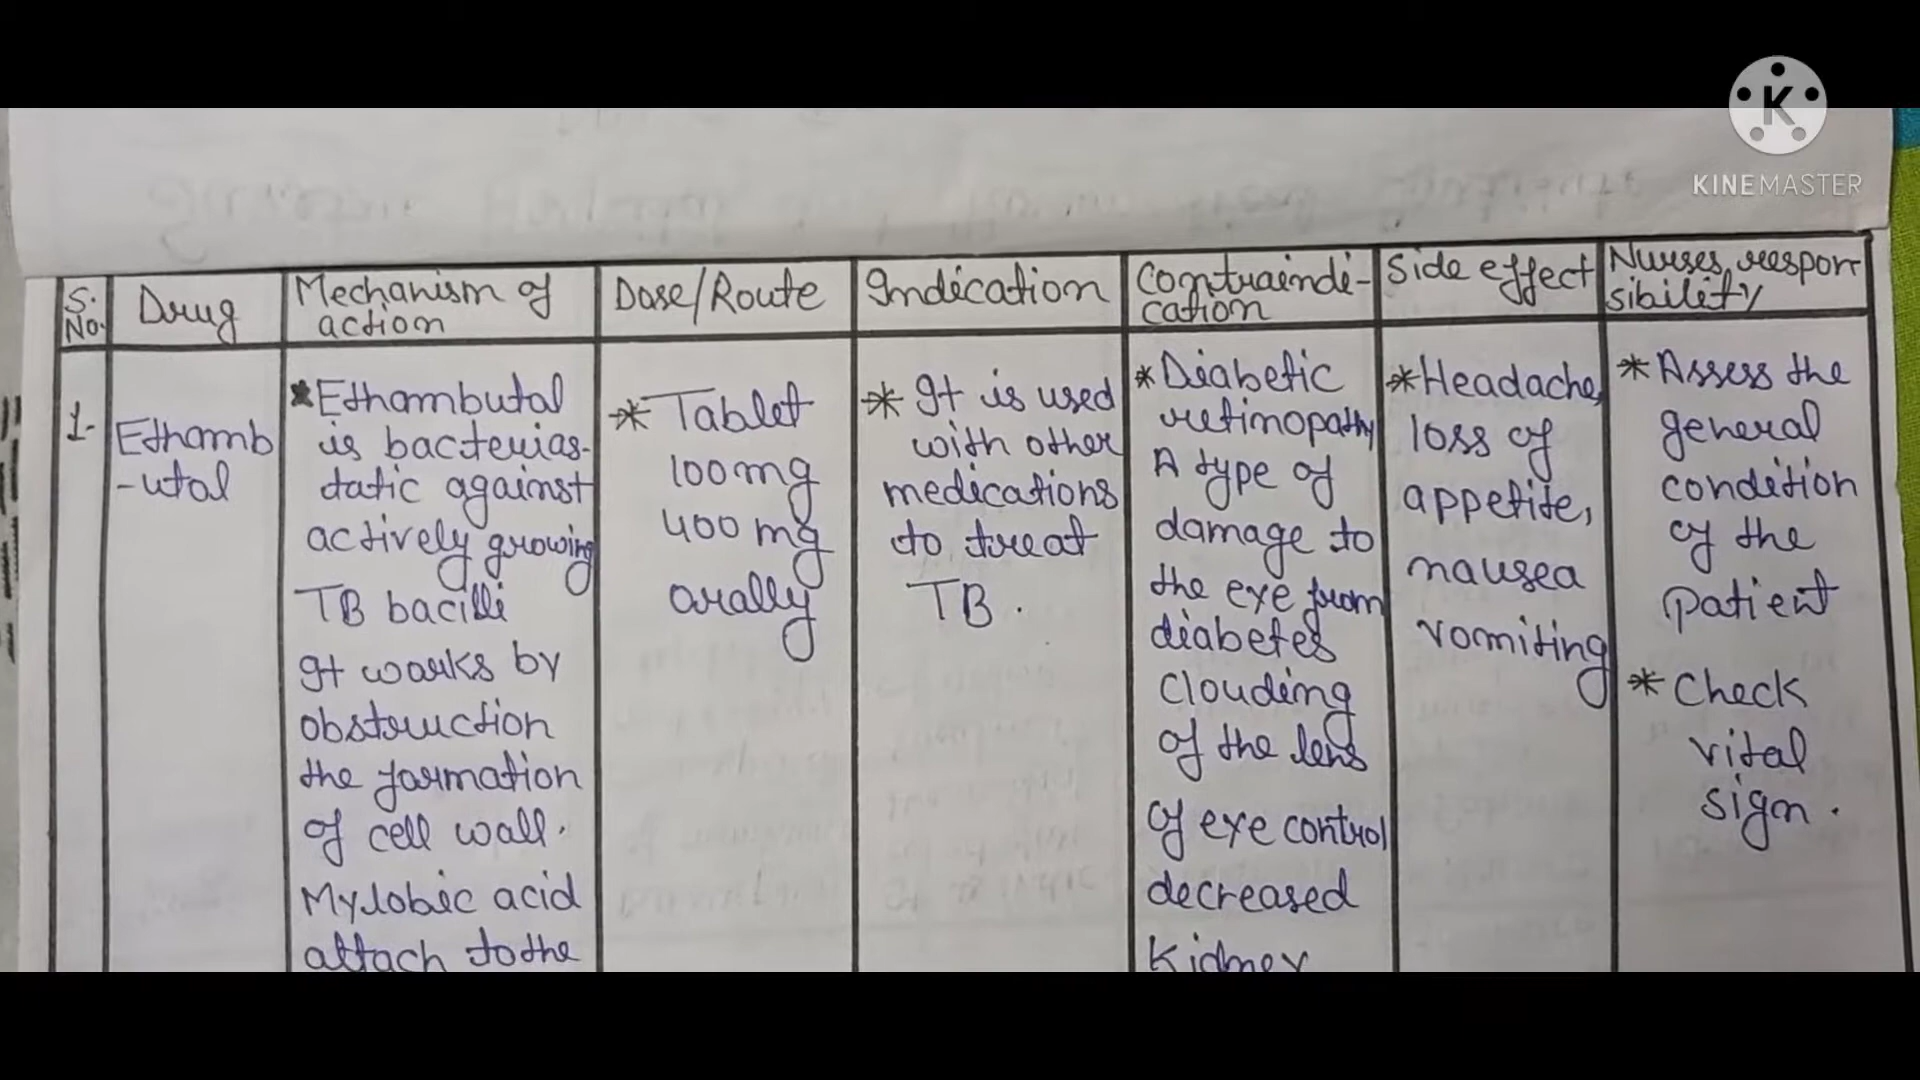 K
KINEMASTER
S.
No.
Drug
Mechanism of
action
Dose/Route
Indication
Contraindi-
cation
Side effect
Nurses respon-
sibility
1-
Ethamb
-utol
*Ethambutal
is bacterias-
tatic against
actively growing
TB bacilli
It works by
obstruction
the formation
of cell wall.
Mylobic acid
attach to the
* Tablet
100mg
400 mg
orally
* It is used
with other
medications
to treat
TB.
*Diabetic
retinopathy
A type of
damage to
the eye from
diabetes
Clouding
of the lens
of eye control
decreased
Kidney
*Headache,
loss of
appetite,
nausea
vomiting
*Assess the
general
condition
of the
patient
* Check
vital
sign.